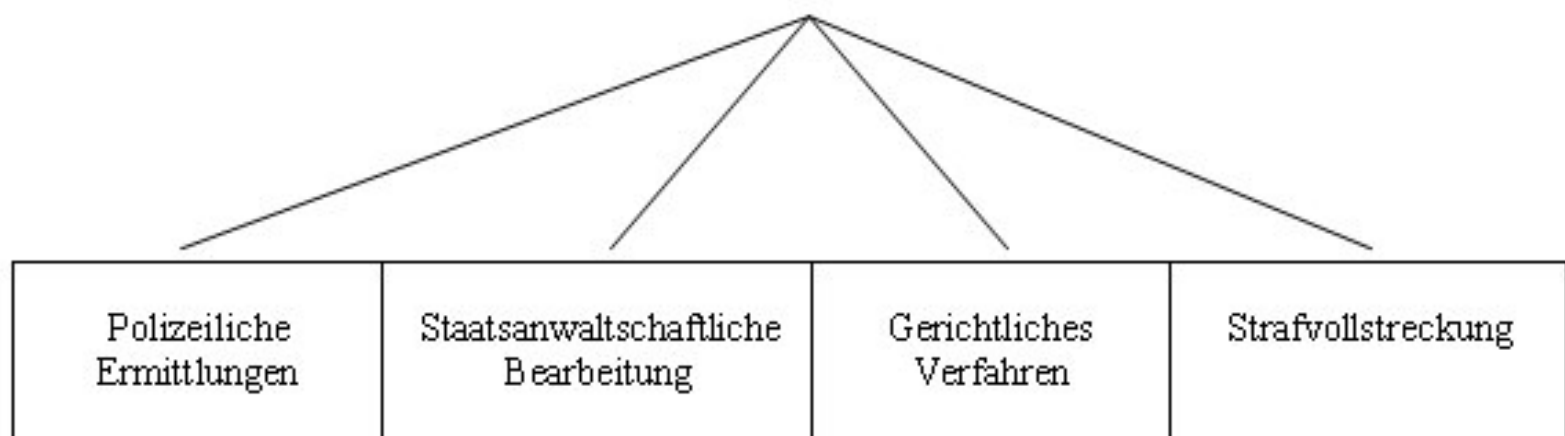 Polizeiliche
Ermittlungen
Staatsanwaltschaftliche
Bearbeitung
Gerichtliches
Verfahren
Strafvollstreckung